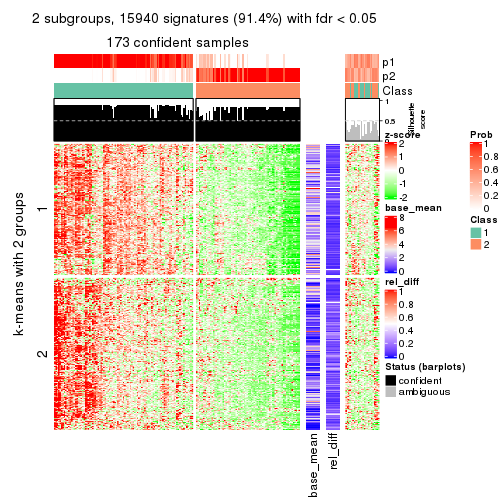 2 subgroups, 15940 signatures (91.4%) with fdr < 0.05
173 confident samples
p1
p2
Class
1
0.5
0
Silhouette
score
k-means with 2 groups
1
2
base_mean
rel_diff
z-score
2
1
0
-1
-2
base_mean
8
6
4
2
0
rel_diff
1
0.8
0.6
0.4
0.2
0
Status (barplots)
confident
ambiguous
Prob
1
0.8
0.6
0.4
0.2
0
Class
1
2